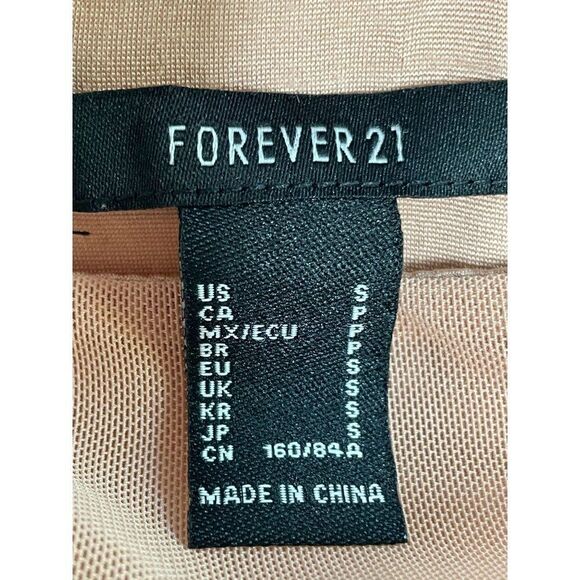 FOREVER 21
US S
CA P
MX/ECU P
BR P
EU S
UK S
KR S
JP S
CN 160/84A
MADE IN CHINA